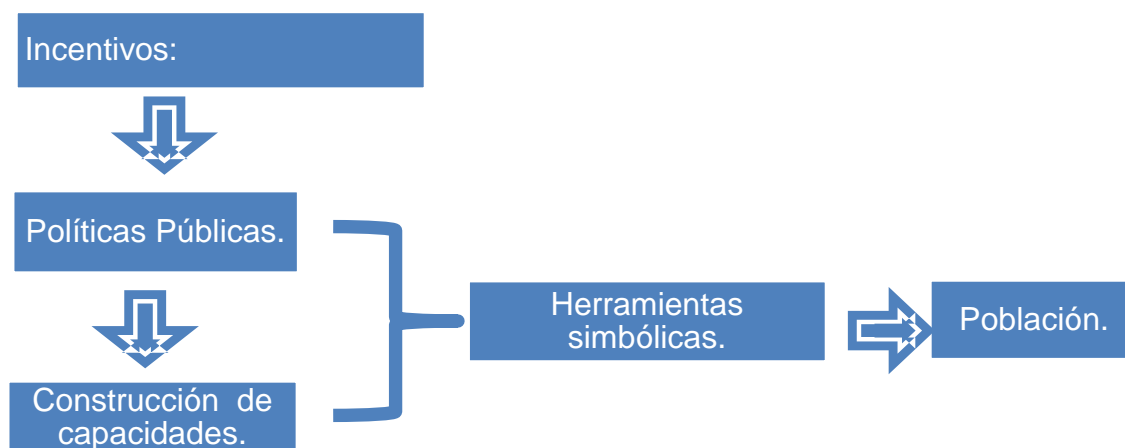 Incentivos:
Políticas Públicas.
Herramientas
simbólicas.
Población.
Construcción de
capacidades.